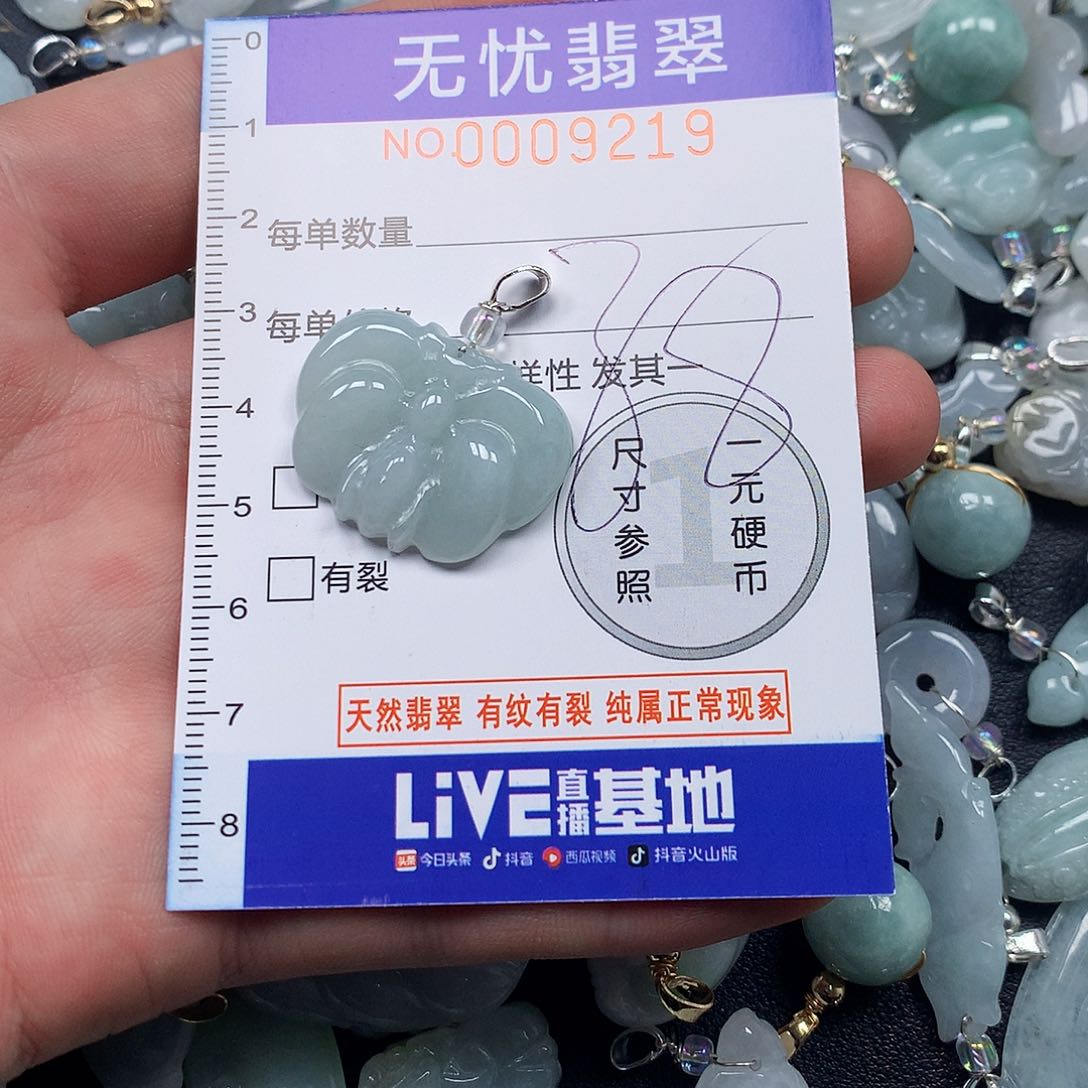 无忧翡翠
NO.0009219
0
1
2
3
4
5
6
7
8
每单数量
每单
样性 发其一
38
尺寸参照
一元硬币
1
有裂
天然翡翠 有纹有裂 纯属正常现象
LiVE直播基地
头条 今日头条 抖音 西瓜视频 抖音火山版